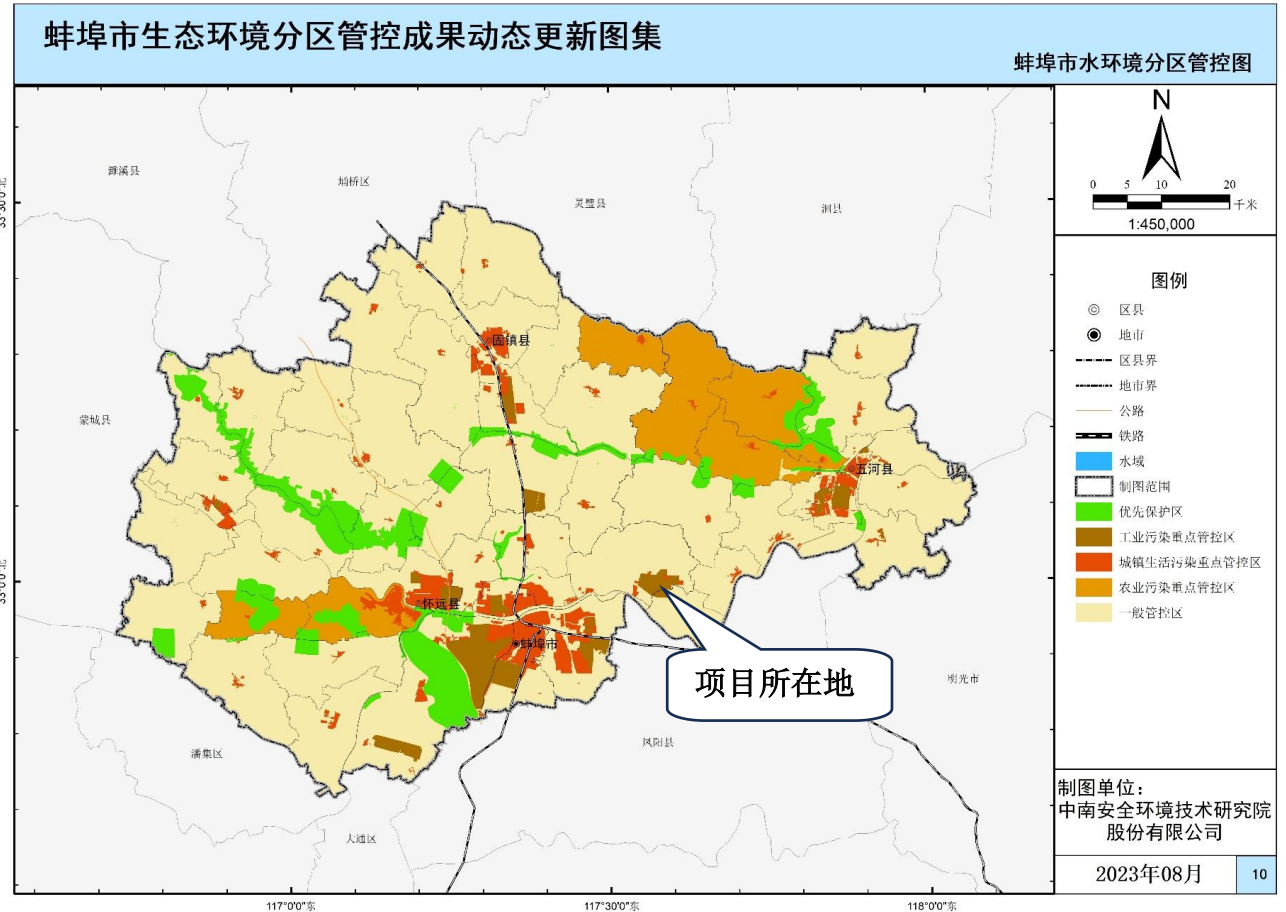 蚌埠市生态环境分区管控成果动态更新图集
蚌埠市水环境分区管控图
N
0 5 10 20
千米
1:450,000
图例
区县
地市
区县界
地市界
公路
铁路
水域
制图范围
优先保护区
工业污染重点管控区
城镇生活污染重点管控区
农业污染重点管控区
一般管控区
制图单位：
中南安全环境技术研究院
股份有限公司
2023年08月
10
濉溪县
埇桥区
灵璧县
泗县
固镇县
蒙城县
五河县
怀远县
蚌埠市
项目所在地
明光市
凤阳县
潘集区
大通区
117°0'0"东
117°30'0"东
118°0'0"东
33°0'0"北